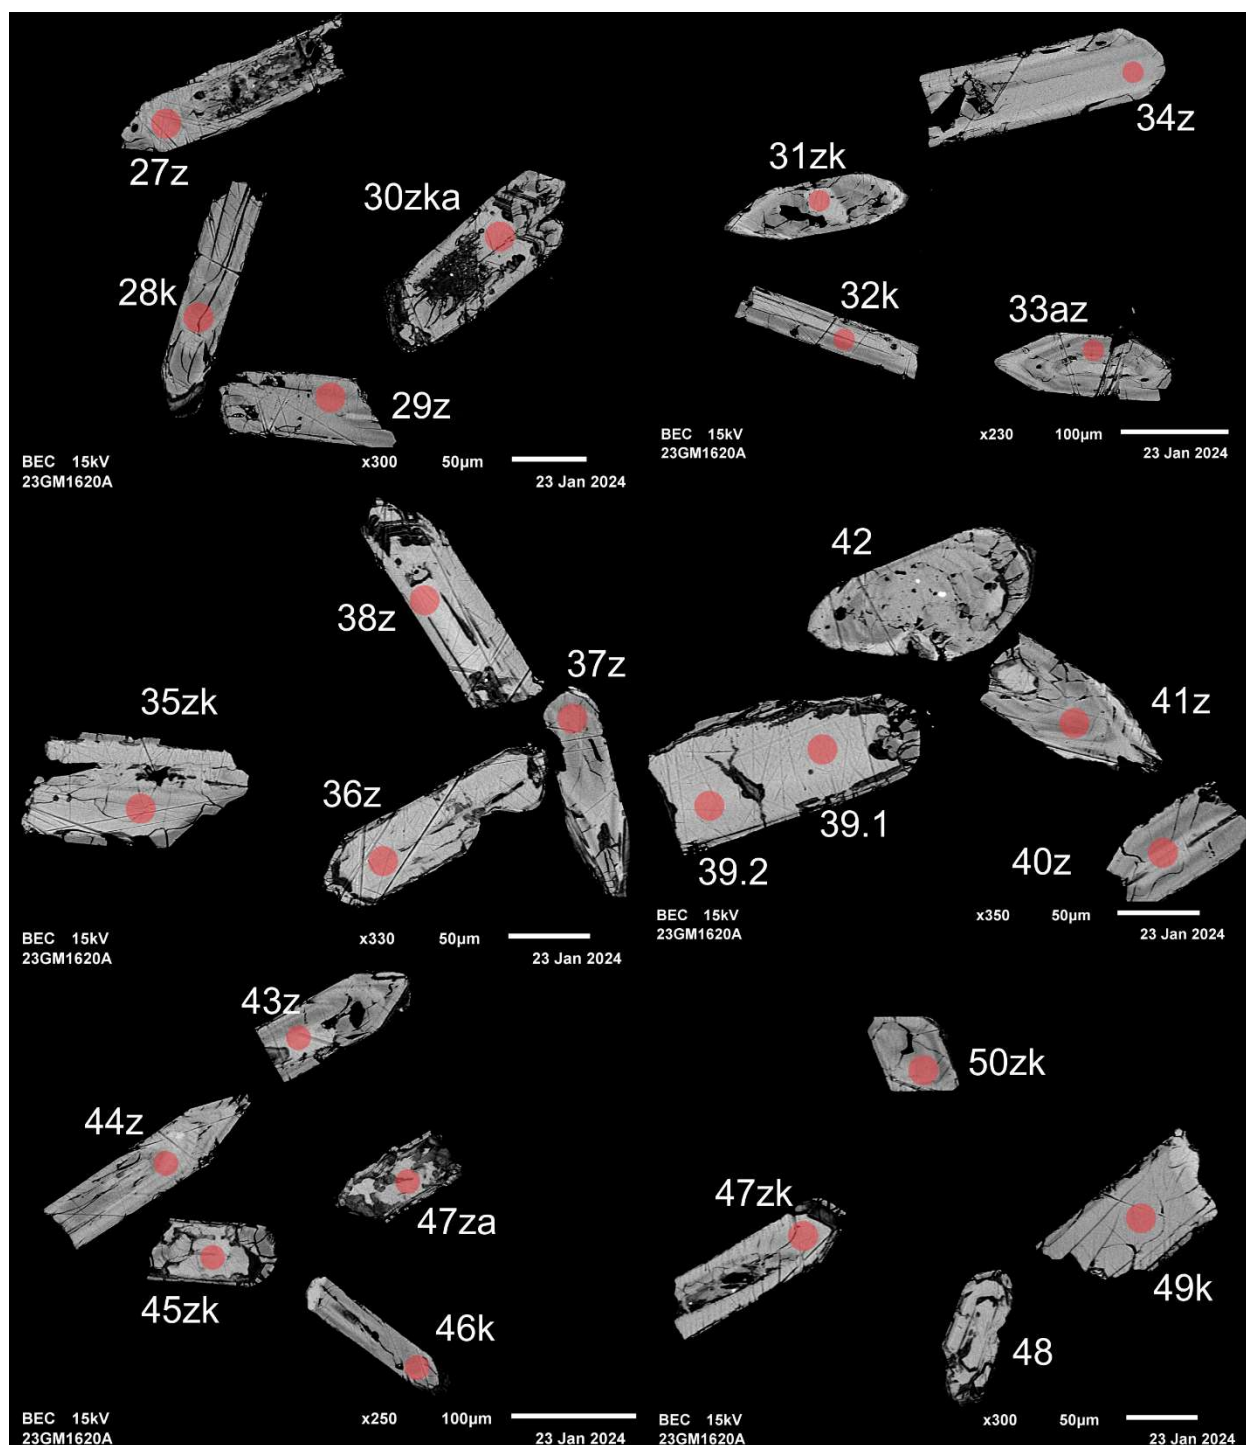 27z
30zka
28k
29z
BEC 15kV x300 50µm
23GM1620A 23 Jan 2024
34z
31zk
32k
33az
BEC 15kV x230 100µm
23GM1620A 23 Jan 2024
38z
37z
35zk
36z
BEC 15kV x330 50µm
23GM1620A 23 Jan 2024
42
41z
39.1
39.2
40z
BEC 15kV x350 50µm
23GM1620A 23 Jan 2024
43z
44z
47za
45zk
46k
BEC 15kV x250 100µm
23GM1620A 23 Jan 2024
50zk
47zk
49k
48
BEC 15kV x300 50µm
23GM1620A 23 Jan 2024